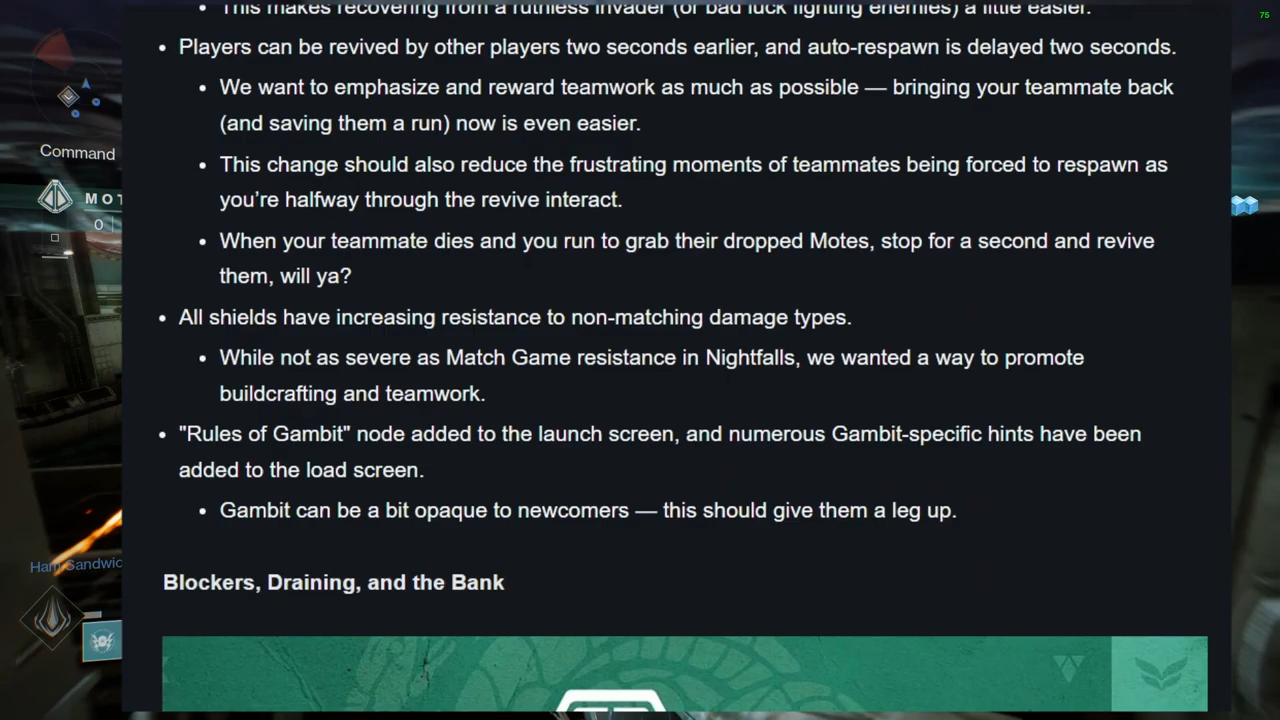 75
This makes recovering from a ruthless invader (or bad luck fighting enemies) a little easier.
• Players can be revived by other players two seconds earlier, and auto-respawn is delayed two seconds.
• We want to emphasize and reward teamwork as much as possible — bringing your teammate back
(and saving them a run) now is even easier.
• This change should also reduce the frustrating moments of teammates being forced to respawn as
you’re halfway through the revive interact.
• When your teammate dies and you run to grab their dropped Motes, stop for a second and revive
them, will ya?
• All shields have increasing resistance to non-matching damage types.
• While not as severe as Match Game resistance in Nightfalls, we wanted a way to promote
buildcrafting and teamwork.
• "Rules of Gambit" node added to the launch screen, and numerous Gambit-specific hints have been
added to the load screen.
• Gambit can be a bit opaque to newcomers — this should give them a leg up.
Blockers, Draining, and the Bank
Command
MOT
0
Ham Sandwic